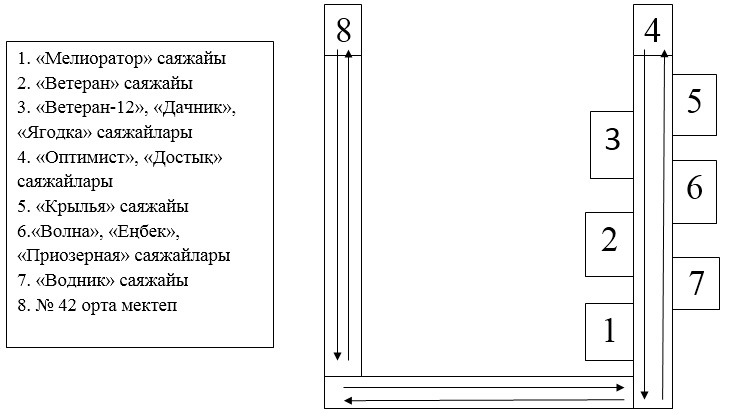 1. «Мелиоратор» саяжайы
2. «Ветеран» саяжайы
3. «Ветеран-12», «Дачник»,
«Ягодка» саяжайлары
4. «Оптимист», «Достық»
саяжайлары
5. «Крылья» саяжайы
6.«Волна», «Еңбек»,
«Приозерная» саяжайлары
7. «Водник» саяжайы
8. № 42 орта мектеп
8
4
5
3
6
2
7
1